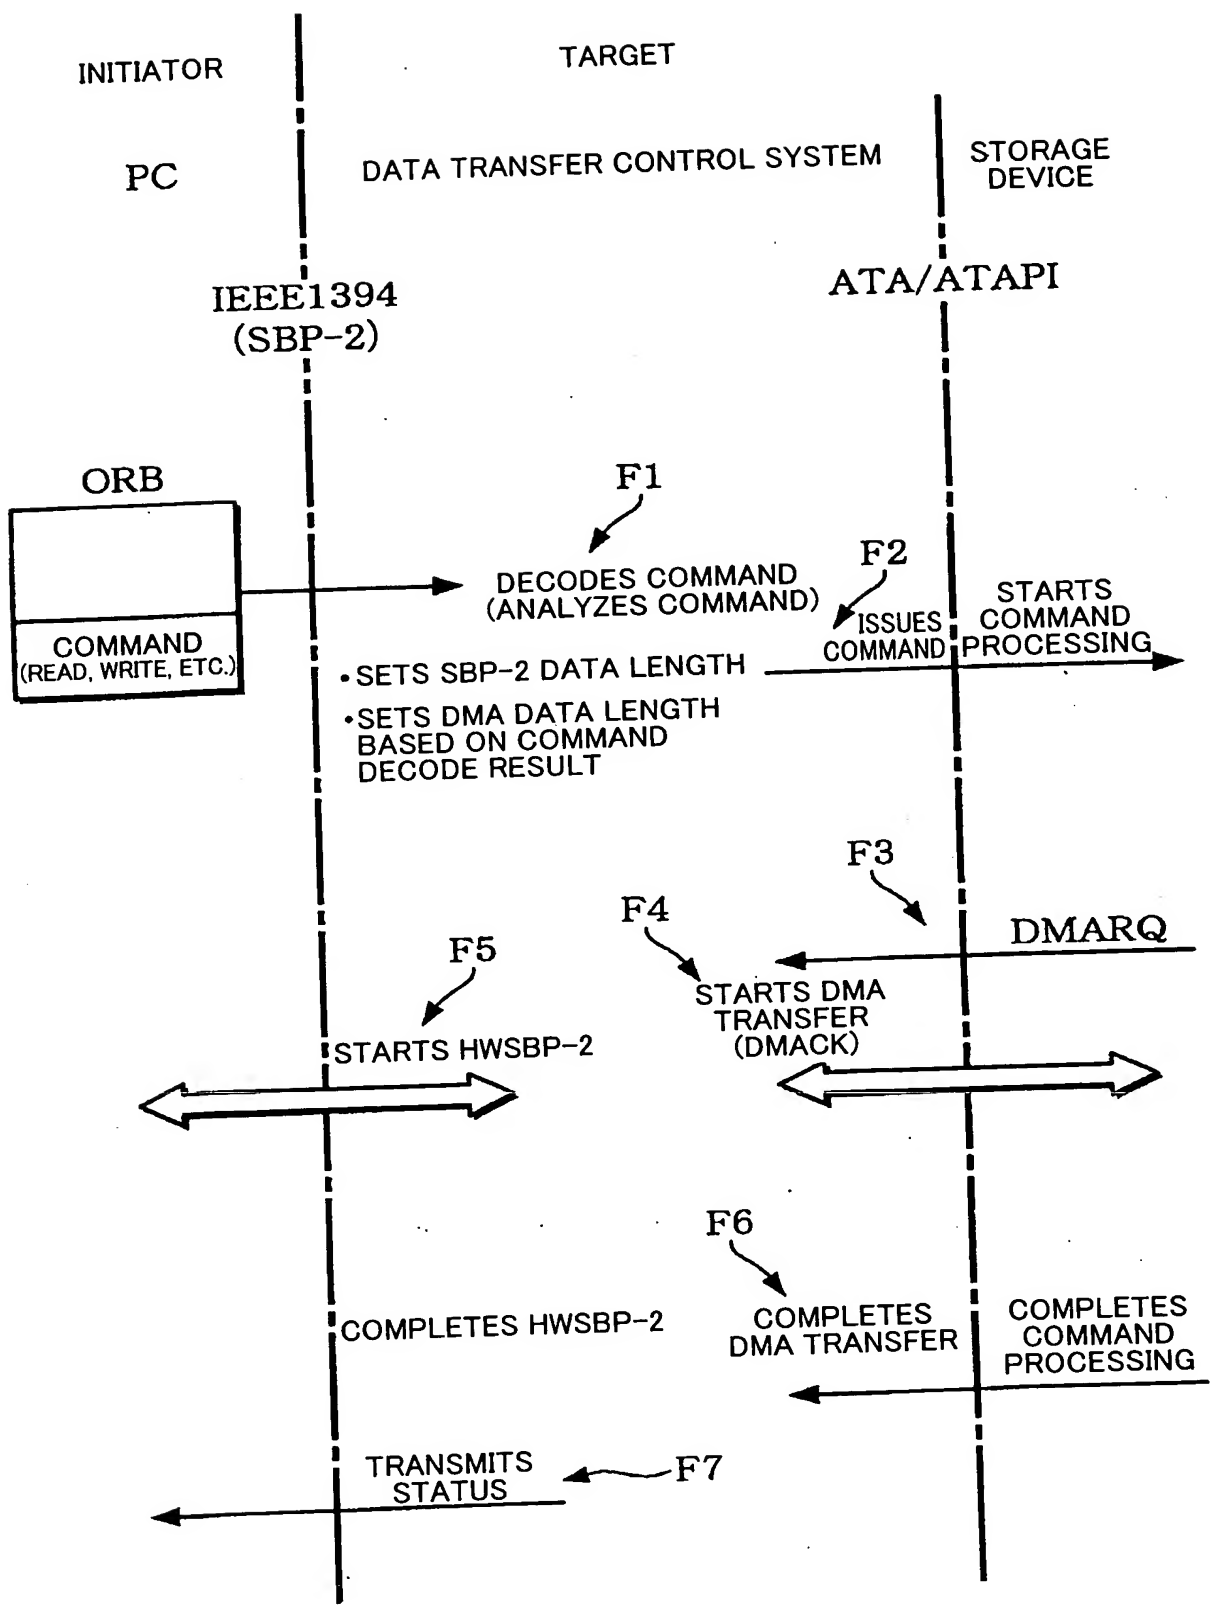 INITIATOR
TARGET
PC
DATA TRANSFER CONTROL SYSTEM
STORAGE
DEVICE
IEEE1394
(SBP-2)
ATA/ATAPI
ORB
COMMAND
(READ, WRITE, ETC.)
F1
DECODES COMMAND
(ANALYZES COMMAND)
F2
ISSUES
COMMAND
STARTS
COMMAND
PROCESSING
•SETS SBP-2 DATA LENGTH
•SETS DMA DATA LENGTH
BASED ON COMMAND
DECODE RESULT
F3
DMARQ
F4
STARTS DMA
TRANSFER
(DMACK)
F5
STARTS HWSBP-2
F6
COMPLETES HWSBP-2
COMPLETES
DMA TRANSFER
COMPLETES
COMMAND
PROCESSING
TRANSMITS
STATUS
F7